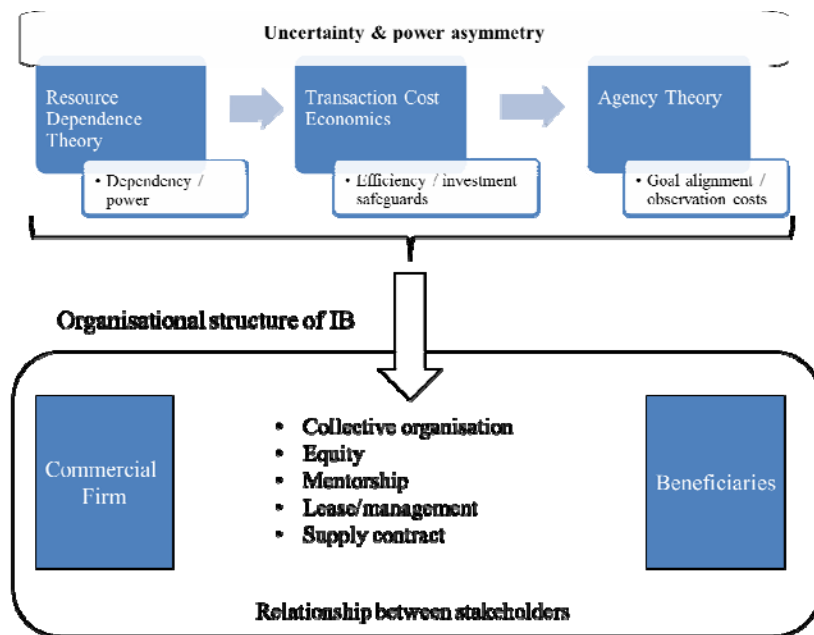 Uncertainty & power asymmetry
Resource
Dependence
Theory
• Dependency /
power
Transaction Cost
Economics
• Efficiency / investment
safeguards
Agency Theory
• Goal alignment /
observation costs
Organisational structure of IB
Commercial
Firm
• Collective organisation
• Equity
• Mentorship
• Lease/management
• Supply contract
Beneficiaries
Relationship between stakeholders